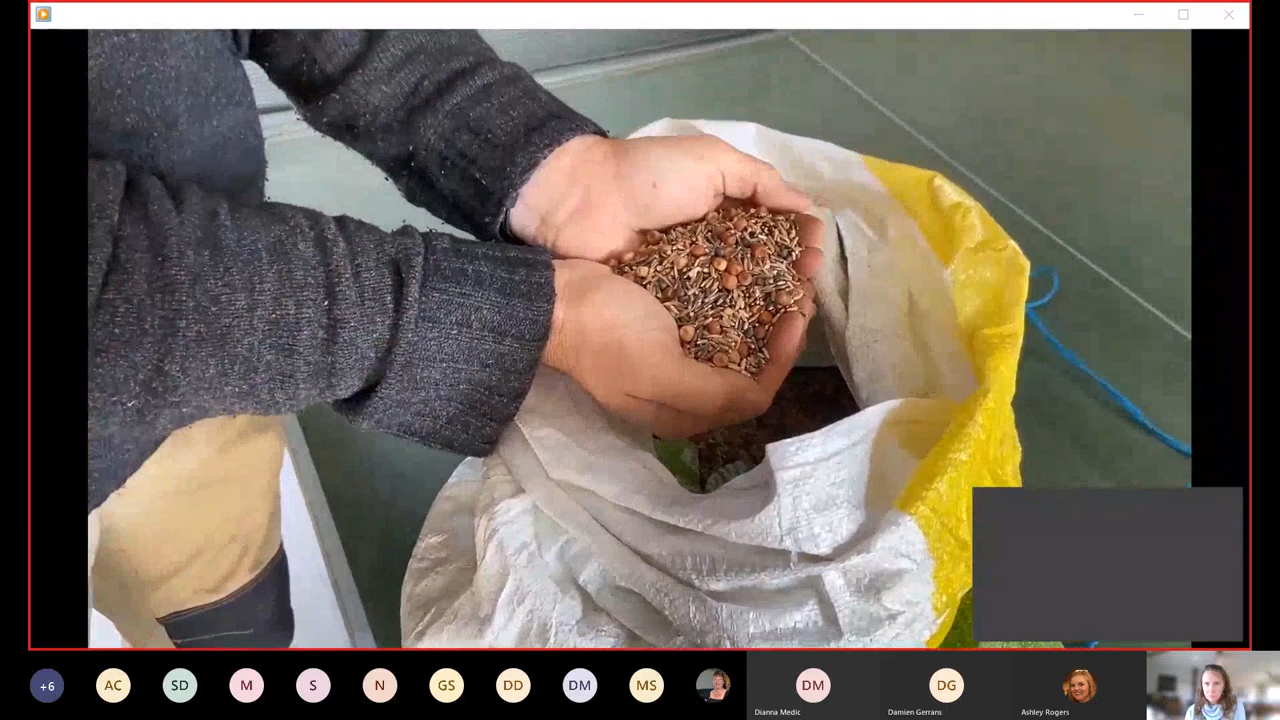 +6
AC
SD
M
S
N
GS
DD
DM
MS
DM
DG
Dianna Medic
Damien Gerrans
Ashley Rogers